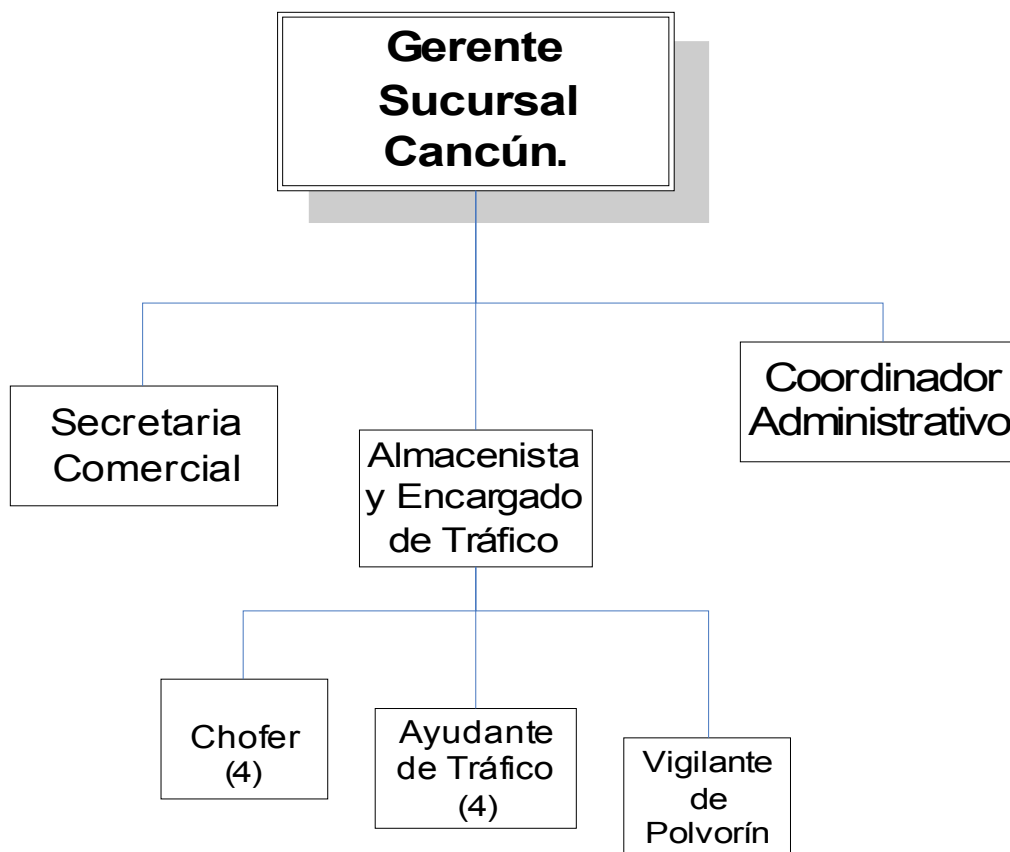 Gerente
Sucursal
Cancún.
Secretaria
Comercial
Almacenista
y Encargado
de Tráfico
Coordinador
Administrativo
Chofer
(4)
Ayudante
de Tráfico
(4)
Vigilante
de
Polvorín